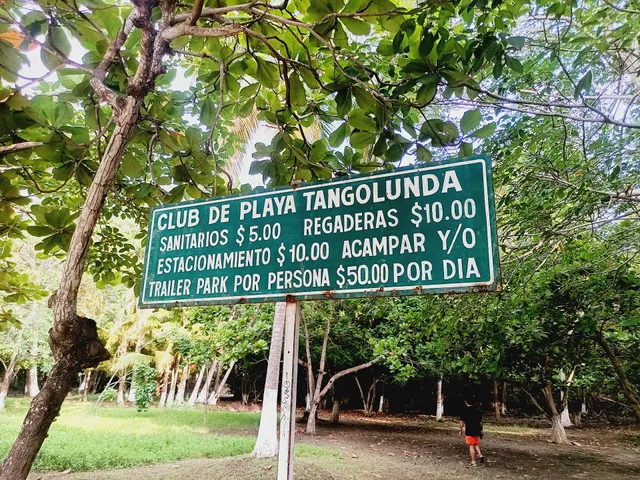 CLUB DE PLAYA TANGOLUNDA
SANITARIOS $5.00 REGADERAS $10.00
ESTACIONAMIENTO $10.00 ACAMPAR Y/O
TRAILER PARK POR PERSONA $50.00 POR DIA